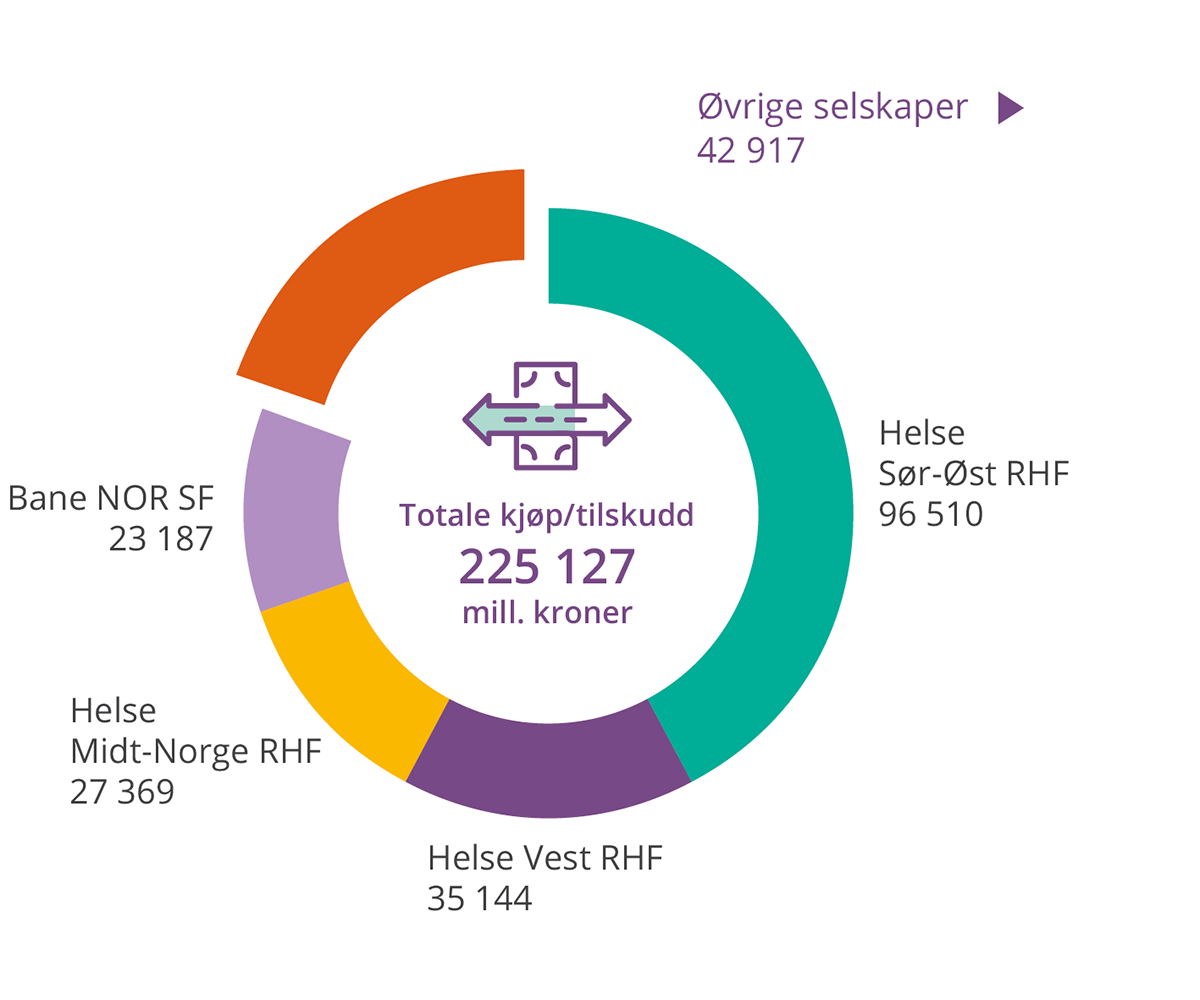 Øvrige selskaper
42 917
Helse
Sør-Øst RHF
96 510
Bane NOR SF
23 187
Totale kjøp/tilskudd
225 127
mill. kroner
Helse
Midt-Norge RHF
27 369
Helse Vest RHF
35 144